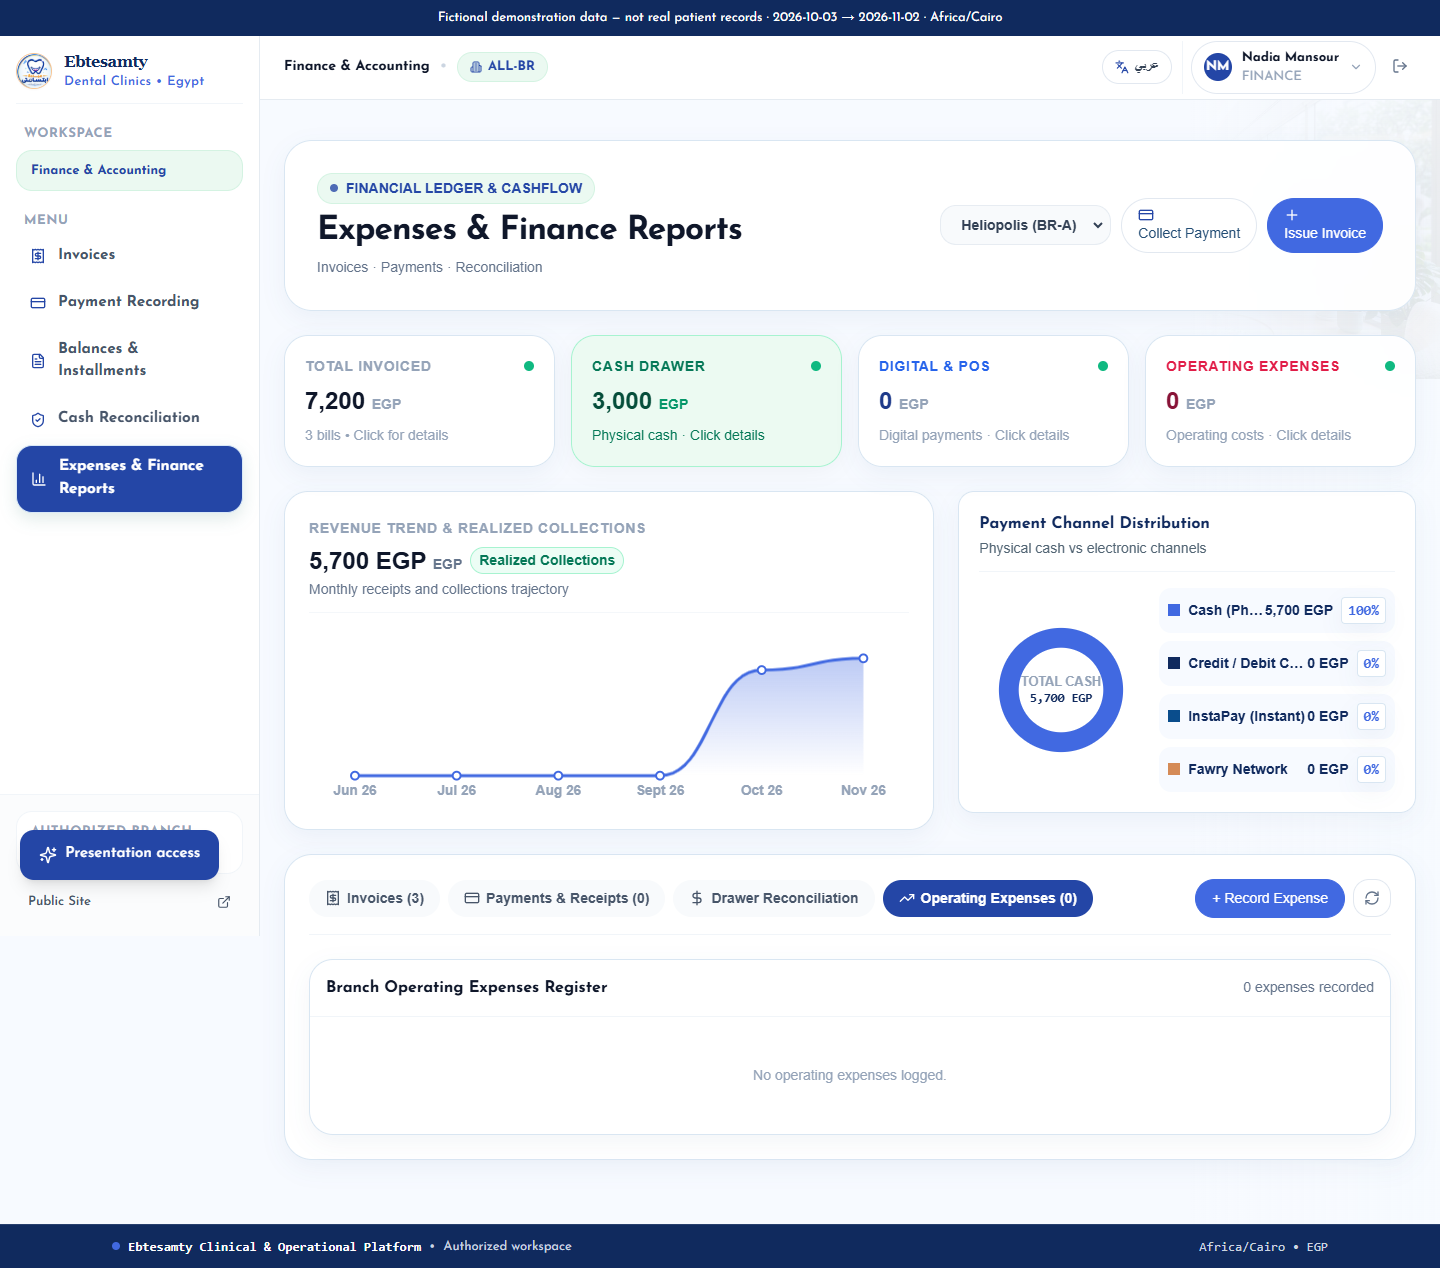 Fictional demonstration data — not real patient records · 2026-10-03 → 2026-11-02 · Africa/Cairo
Ebtesamty
Dental Clinics • Egypt
Finance & Accounting
ALL-BR
عربي
NM
Nadia Mansour
FINANCE
WORKSPACE
Finance & Accounting
MENU
Invoices
Payment Recording
Balances &
Installments
Cash Reconciliation
Expenses & Finance
Reports
AUTHORIZED BRANCH
Presentation access
Public Site
FINANCIAL LEDGER & CASHFLOW
Expenses & Finance Reports
Invoices · Payments · Reconciliation
Heliopolis (BR-A)
Collect Payment
Issue Invoice
TOTAL INVOICED
7,200 EGP
3 bills • Click for details
CASH DRAWER
3,000 EGP
Physical cash · Click details
DIGITAL & POS
0 EGP
Digital payments · Click details
OPERATING EXPENSES
0 EGP
Operating costs · Click details
REVENUE TREND & REALIZED COLLECTIONS
5,700 EGP EGP Realized Collections
Monthly receipts and collections trajectory
Jun 26 Jul 26 Aug 26 Sept 26 Oct 26 Nov 26
Payment Channel Distribution
Physical cash vs electronic channels
TOTAL CASH
5,700 EGP
Cash (Ph... 5,700 EGP 100%
Credit / Debit C... 0 EGP 0%
InstaPay (Instant) 0 EGP 0%
Fawry Network 0 EGP 0%
Invoices (3)
Payments & Receipts (0)
Drawer Reconciliation
Operating Expenses (0)
+ Record Expense
Branch Operating Expenses Register
0 expenses recorded
No operating expenses logged.
Ebtesamty Clinical & Operational Platform • Authorized workspace
Africa/Cairo • EGP